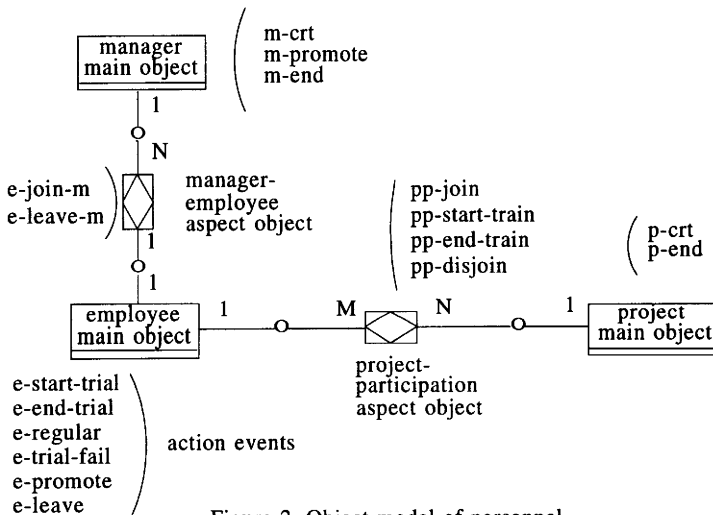 manager
main object
m-crt
m-promote
m-end
1
N
e-join-m
e-leave-m
manager-
employee
aspect object
1
1
pp-join
pp-start-train
pp-end-train
pp-disjoin
p-crt
p-end
employee
main object
1
M
N
1
project
main object
project-
participation
aspect object
e-start-trial
e-end-trial
e-regular
e-trial-fail
e-promote
e-leave
action events
Figure 2. Object model of personnel